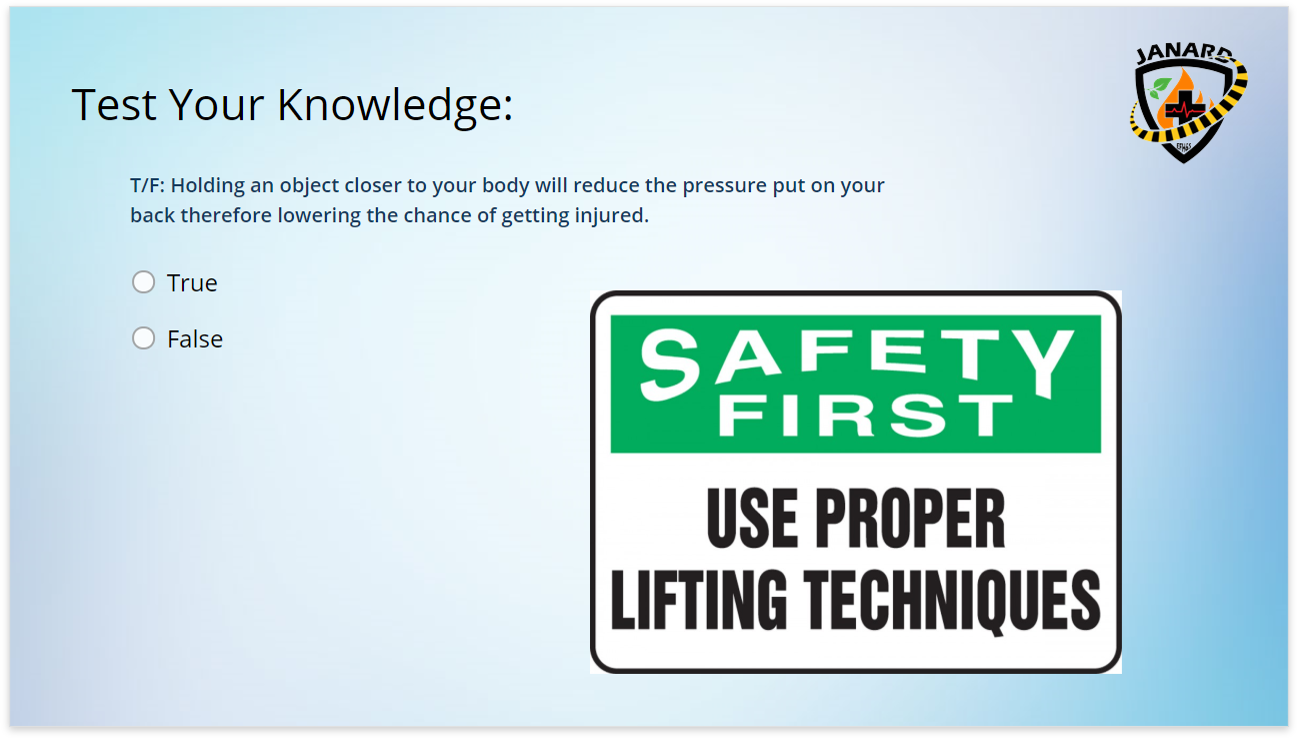 JANARD
Test Your Knowledge:
T/F: Holding an object closer to your body will reduce the pressure put on your
back therefore lowering the chance of getting injured.
True
False
SAFETY
FIRST
USE PROPER
LIFTING TECHNIQUES